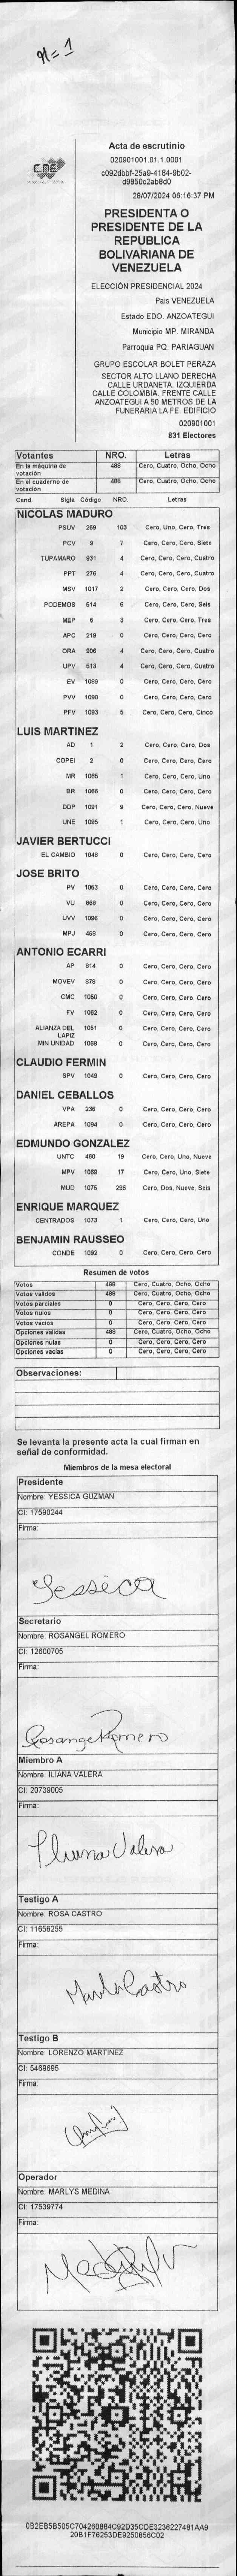 N=1
CNE
Acta de escrutinio
020901001.01.1.0001
c092dbbf-25a9-4184-9b02-
d9850c2ab8d0
28/07/2024 06:16:37 PM
PRESIDENTA O
PRESIDENTE DE LA
REPUBLICA
BOLIVARIANA DE
VENEZUELA
ELECCIÓN PRESIDENCIAL 2024
Pais VENEZUELA
Estado EDO. ANZOATEGUI
Municipio MP. MIRANDA
Parroquia PQ. PARIAGUAN
GRUPO ESCOLAR BOLET PERAZA
SECTOR ALTO LLANO DERECHA
CALLE URDANETA. IZQUIERDA
CALLE COLOMBIA. FRENTE CALLE
ANZOATEGUI A 50 METROS DE LA
FUNERARIA LA FE. EDIFICIO
020901001
831 Electores
Votantes NRO. Letras
En la máquina de votación 488 Cero, Cuatro, Ocho, Ocho
En el cuaderno de votación 488 Cero, Cuatro, Ocho, Ocho
Cand. Sigla Código NRO. Letras
NICOLAS MADURO
PSUV 269 103 Cero, Uno, Cero, Tres
PCV 9 7 Cero, Cero, Cero, Siete
TUPAMARO 931 4 Cero, Cero, Cero, Cuatro
PPT 276 4 Cero, Cero, Cero, Cuatro
MSV 1017 2 Cero, Cero, Cero, Dos
PODEMOS 514 6 Cero, Cero, Cero, Seis
MEP 6 3 Cero, Cero, Cero, Tres
APC 219 0 Cero, Cero, Cero, Cero
ORA 906 4 Cero, Cero, Cero, Cuatro
UPV 513 4 Cero, Cero, Cero, Cuatro
EV 1089 0 Cero, Cero, Cero, Cero
PVV 1090 0 Cero, Cero, Cero, Cero
PFV 1093 5 Cero, Cero, Cero, Cinco
LUIS MARTINEZ
AD 1 2 Cero, Cero, Cero, Dos
COPEI 2 0 Cero, Cero, Cero, Cero
MR 1065 1 Cero, Cero, Cero, Uno
BR 1066 0 Cero, Cero, Cero, Cero
DDP 1091 9 Cero, Cero, Cero, Nueve
UNE 1095 1 Cero, Cero, Cero, Uno
JAVIER BERTUCCI
EL CAMBIO 1048 0 Cero, Cero, Cero, Cero
JOSE BRITO
PV 1053 0 Cero, Cero, Cero, Cero
VU 868 0 Cero, Cero, Cero, Cero
UVV 1096 0 Cero, Cero, Cero, Cero
MPJ 458 0 Cero, Cero, Cero, Cero
ANTONIO ECARRI
AP 814 0 Cero, Cero, Cero, Cero
MOVEV 879 0 Cero, Cero, Cero, Cero
CMC 1050 0 Cero, Cero, Cero, Cero
FV 1062 0 Cero, Cero, Cero, Cero
ALIANZA DEL LAPIZ 1051 0 Cero, Cero, Cero, Cero
MIN UNIDAD 1068 0 Cero, Cero, Cero, Cero
CLAUDIO FERMIN
SPV 1049 0 Cero, Cero, Cero, Cero
DANIEL CEBALLOS
VPA 236 0 Cero, Cero, Cero, Cero
AREPA 1094 0 Cero, Cero, Cero, Cero
EDMUNDO GONZALEZ
UNTC 460 19 Cero, Cero, Uno, Nueve
MPV 1069 17 Cero, Cero, Uno, Siete
MUD 1075 296 Cero, Dos, Nueve, Seis
ENRIQUE MARQUEZ
CENTRADOS 1073 1 Cero, Cero, Cero, Uno
BENJAMIN RAUSSEO
CONDE 1092 0 Cero, Cero, Cero, Cero
Resumen de votos
Votos 488 Cero, Cuatro, Ocho, Ocho
Votos validos 488 Cero, Cuatro, Ocho, Ocho
Votos parciales 0 Cero, Cero, Cero, Cero
Votos nulos 0 Cero, Cero, Cero, Cero
Votos vacios 0 Cero, Cero, Cero, Cero
Opciones validas 488 Cero, Cuatro, Ocho, Ocho
Opciones nulas 0 Cero, Cero, Cero, Cero
Opciones vacías 0 Cero, Cero, Cero, Cero
Observaciones:
Se levanta la presente acta la cual firman en
señal de conformidad.
Miembros de la mesa electoral
Presidente
Nombre: YESSICA GUZMAN
CI: 17590244
Firma:
Yessica
Secretario
Nombre: ROSANGEL ROMERO
CI: 12600705
Firma:
Rosangel Romero
Miembro A
Nombre: ILIANA VALERA
CI: 20739005
Firma:
Iliana Valera
Testigo A
Nombre: ROSA CASTRO
CI: 11656255
Firma:
Castro
Testigo B
Nombre: LORENZO MARTINEZ
CI: 5469695
Firma:
Operador
Nombre: MARLYS MEDINA
CI: 17539774
Firma:
0B2EB5B505C704260884C92D35CDE3236227481AA9
20B1F76253DE9250856C02